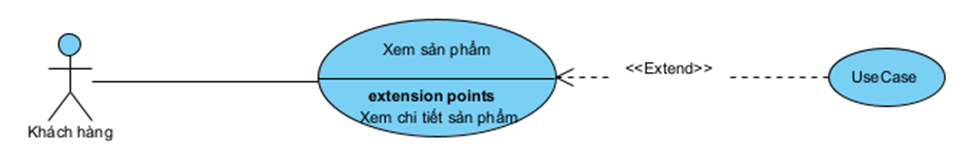 Xem sản phẩm
<<Extend>>
UseCase
extension points
Xem chi tiết sản phẩm
Khách hàng